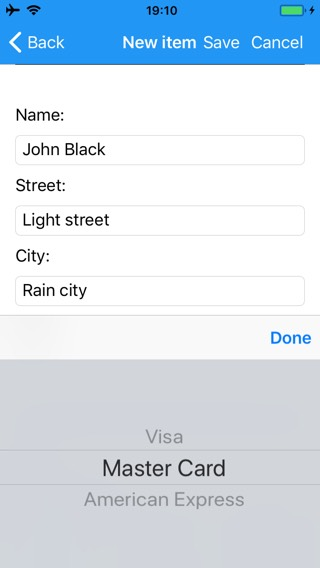 19:10
Back New item Save Cancel
Name:
John Black
Street:
Light street
City:
Rain city
Done
Visa
Master Card
American Express